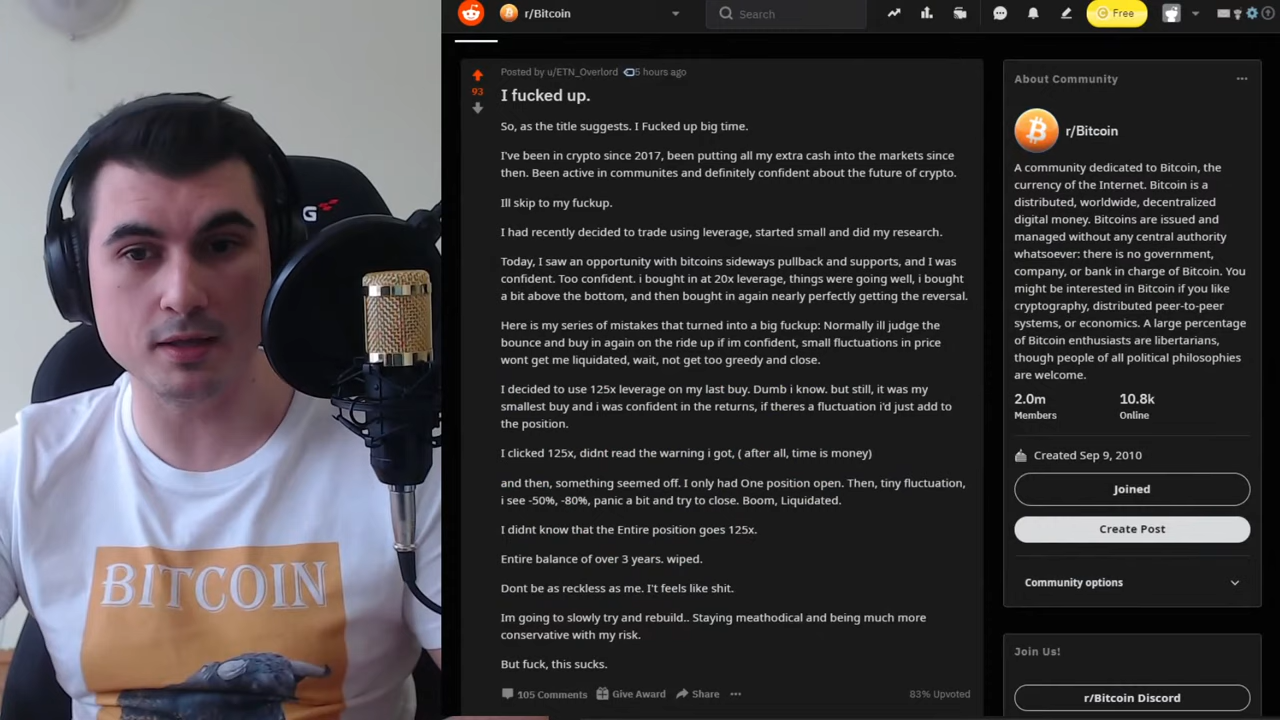 r/Bitcoin
Search
Free
Posted by u/ETN_Overlord 5 hours ago
93
I fucked up.
So, as the title suggests. I Fucked up big time.
I've been in crypto since 2017, been putting all my extra cash into the markets since
then. Been active in communites and definitely confident about the future of crypto.
Ill skip to my fuckup.
I had recently decided to trade using leverage, started small and did my research.
Today, I saw an opportunity with bitcoins sideways pullback and supports, and I was
confident. Too confident. i bought in at 20x leverage, things were going well, i bought
a bit above the bottom, and then bought in again nearly perfectly getting the reversal.
Here is my series of mistakes that turned into a big fuckup: Normally ill judge the
bounce and buy in again on the ride up if im confident, small fluctuations in price
wont get me liquidated, wait, not get too greedy and close.
I decided to use 125x leverage on my last buy. Dumb i know. but still, it was my
smallest buy and i was confident in the returns, if theres a fluctuation i'd just add to
the position.
I clicked 125x, didnt read the warning i got, ( after all, time is money)
and then, something seemed off. I only had One position open. Then, tiny fluctuation,
i see -50%, -80%, panic a bit and try to close. Boom, Liquidated.
I didnt know that the Entire position goes 125x.
Entire balance of over 3 years. wiped.
Dont be as reckless as me. I't feels like shit.
Im going to slowly try and rebuild.. Staying meathodical and being much more
conservative with my risk.
But fuck, this sucks.
105 Comments Give Award Share
83% Upvoted
About Community
r/Bitcoin
A community dedicated to Bitcoin, the
currency of the Internet. Bitcoin is a
distributed, worldwide, decentralized
digital money. Bitcoins are issued and
managed without any central authority
whatsoever: there is no government,
company, or bank in charge of Bitcoin. You
might be interested in Bitcoin if you like
cryptography, distributed peer-to-peer
systems, or economics. A large percentage
of Bitcoin enthusiasts are libertarians,
though people of all political philosophies
are welcome.
2.0m 10.8k
Members Online
Created Sep 9, 2010
Joined
Create Post
Community options
Join Us!
r/Bitcoin Discord
BITCOIN